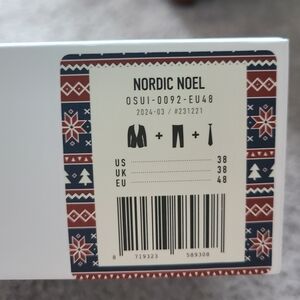 NORDIC NOEL
OSUI-0092-EU48
2024-03 / #231221
+ +
US 38
UK 38
EU 48
8 719323 589308